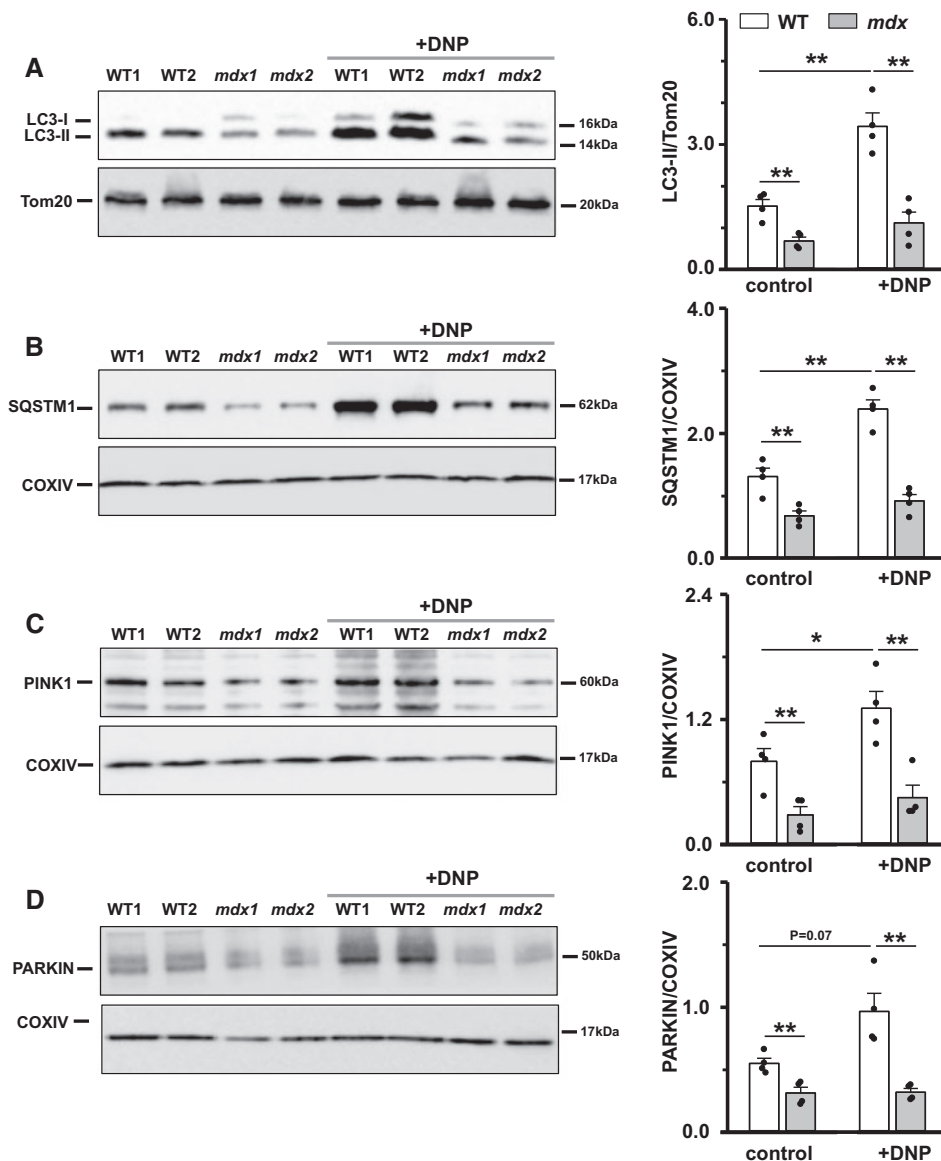 A
+DNP
WT1 WT2 mdx1 mdx2 WT1 WT2 mdx1 mdx2
LC3-I
LC3-II
16kDa
14kDa
Tom20
20kDa
WT mdx
6.0
3.0
0.0
LC3-II/Tom20
** ** **
control +DNP
B
+DNP
WT1 WT2 mdx1 mdx2 WT1 WT2 mdx1 mdx2
SQSTM1
62kDa
COXIV
17kDa
4.0
2.0
0.0
SQSTM1/COXIV
** ** **
control +DNP
C
+DNP
WT1 WT2 mdx1 mdx2 WT1 WT2 mdx1 mdx2
PINK1
60kDa
COXIV
17kDa
2.4
1.2
0.0
PINK1/COXIV
* ** **
control +DNP
D
+DNP
WT1 WT2 mdx1 mdx2 WT1 WT2 mdx1 mdx2
PARKIN
50kDa
COXIV
17kDa
2.0
1.0
0.0
PARKIN/COXIV
P=0.07 ** **
control +DNP